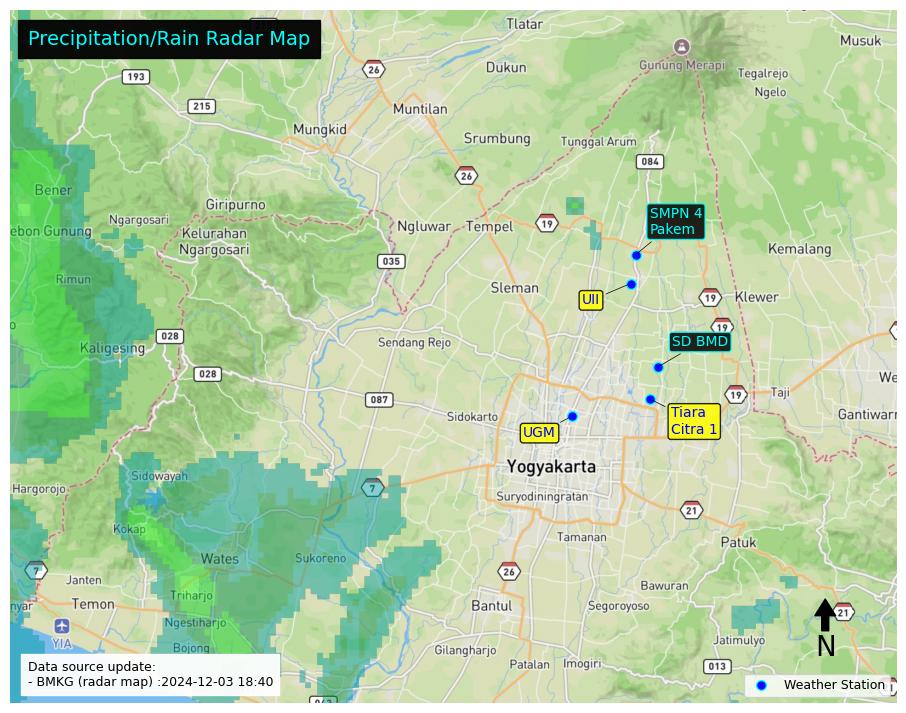 Precipitation/Rain Radar Map
Tlatar
Musuk
26
193
Dukun
Gunung Merapi
Tegalrejo
Ngelo
215
Muntilan
Mungkid
Srumbung
Tunggal Arum
084
26
Bener
Giripurno
Ngargosari
Kelurahan
Ngargosari
Ngluwar
Tempel
19
SMPN 4
Pakem
ebon Gunung
Kemalang
035
Rimun
Sleman
UII
19
Klewer
19
028
Sendang Rejo
SD BMD
Kaligesing
028
We
087
19
Taji
Sidokarto
Tiara
Citra 1
Gantiwarn
UGM
Yogyakarta
Sidowayah
Hargorojo
7
Suryodiningratan
21
Kokap
Tamanan
Patuk
Wates
Sukoreno
7
Janten
26
Bawuran
Triharjo
nyar
Temon
Bantul
Segoroyoso
21
Ngestiharjo
YIA
Jatimulyo
N
Bojong
Gilangharjo
Patalan
Imogiri
013
Data source update:
- BMKG (radar map) :2024-12-03 18:40
Weather Station